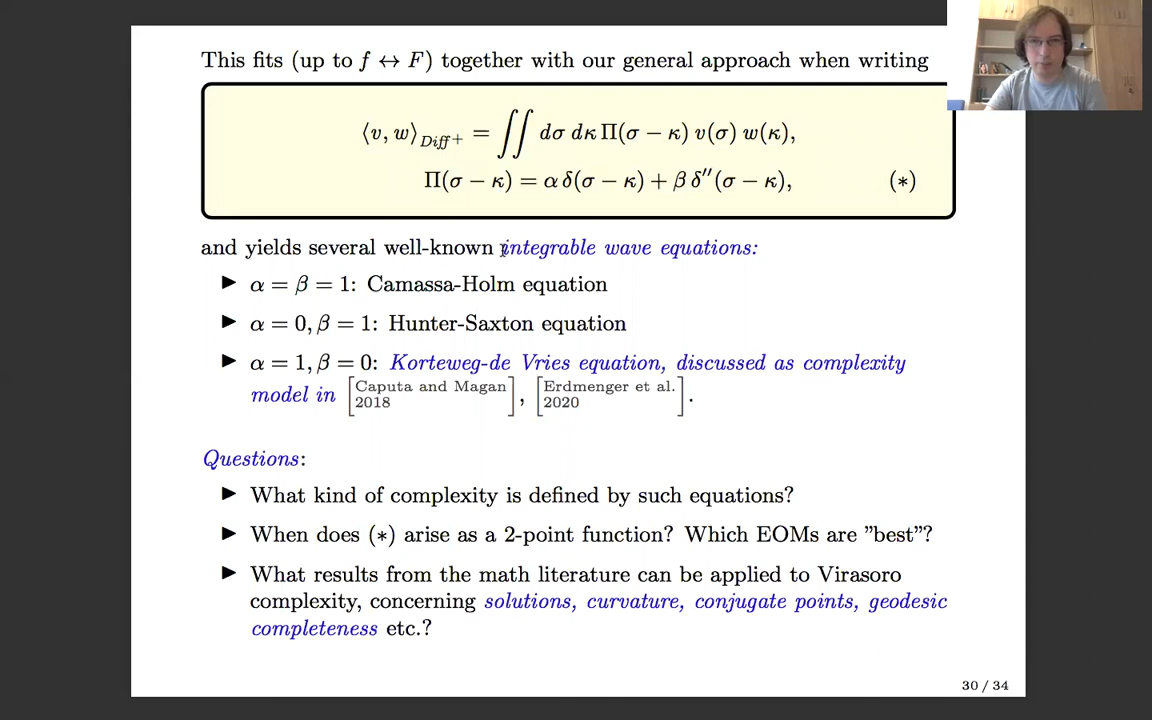 This fits (up to f ↔ F) together with our general approach when writing
⟨v, w⟩_{Diff⁺} = ∬ dσ dκ Π(σ − κ) v(σ) w(κ),
Π(σ − κ) = α δ(σ − κ) + β δ′′(σ − κ), (∗)
and yields several well-known integrable wave equations:
▶ α = β = 1: Camassa-Holm equation
▶ α = 0, β = 1: Hunter-Saxton equation
▶ α = 1, β = 0: Korteweg-de Vries equation, discussed as complexity
model in [Caputa and Magan 2018], [Erdmenger et al. 2020].
Questions:
▶ What kind of complexity is defined by such equations?
▶ When does (∗) arise as a 2-point function? Which EOMs are ”best”?
▶ What results from the math literature can be applied to Virasoro
complexity, concerning solutions, curvature, conjugate points, geodesic
completeness etc.?
30 / 34